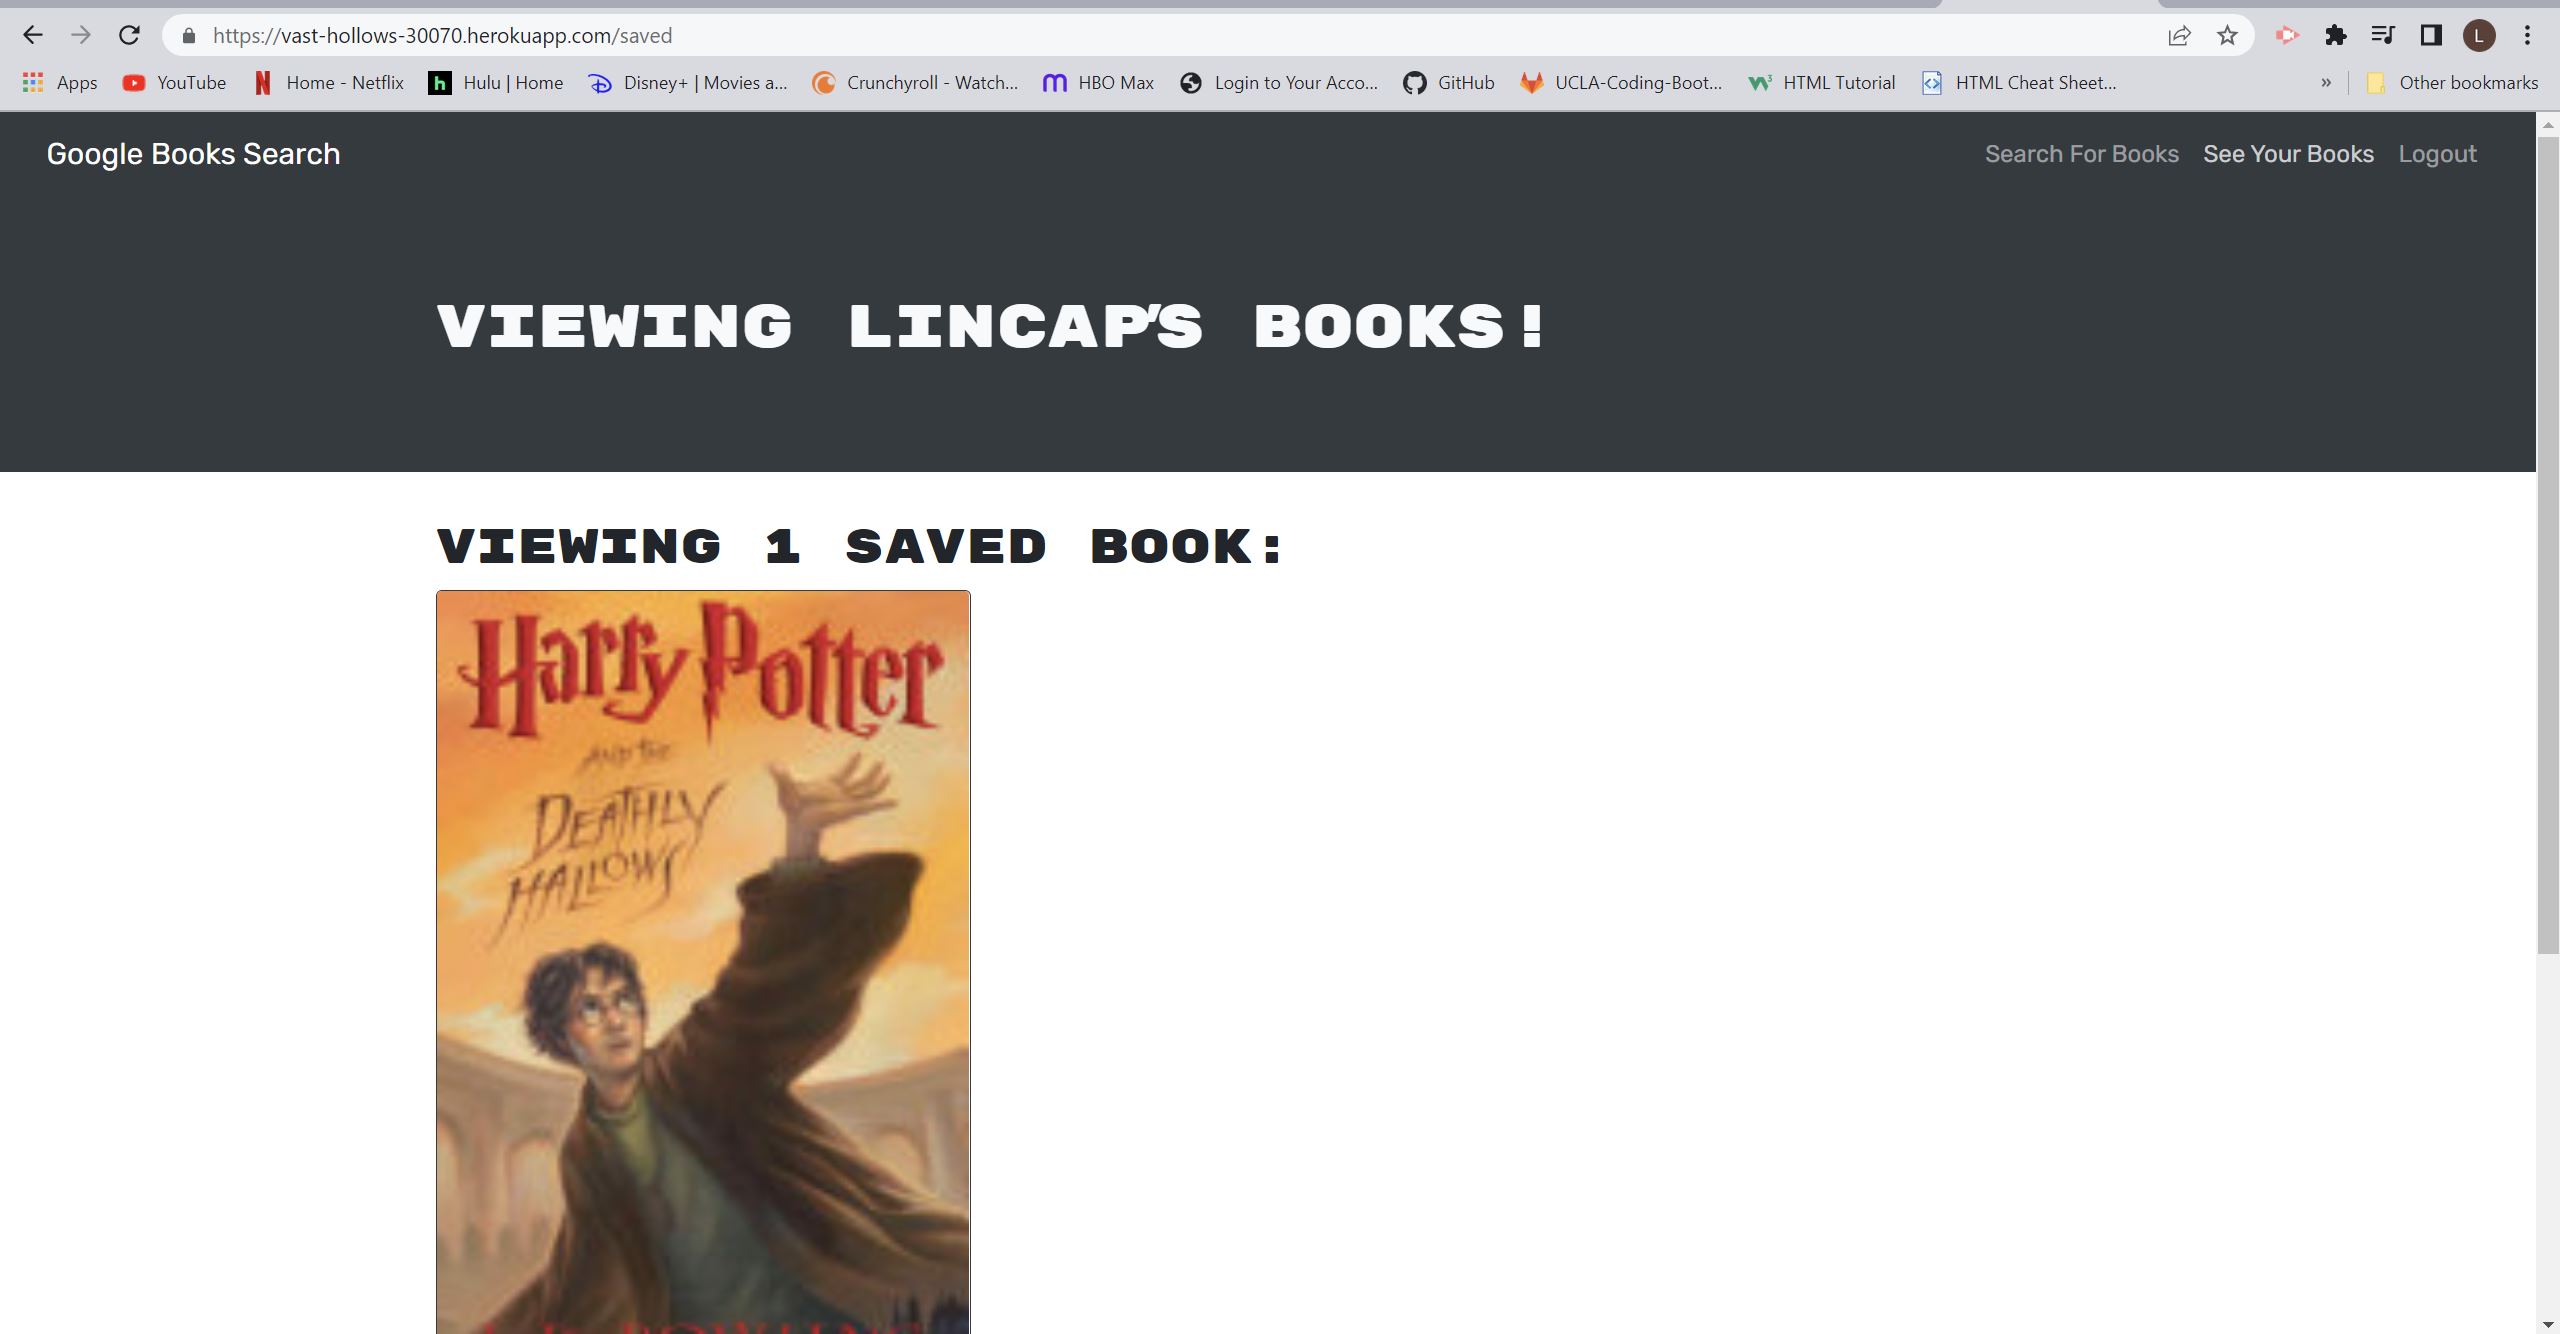 https://vast-hollows-30070.herokuapp.com/saved
L
Apps YouTube Home - Netflix Hulu | Home Disney+ | Movies a... Crunchyroll - Watch... HBO Max Login to Your Acco... GitHub UCLA-Coding-Boot... HTML Tutorial HTML Cheat Sheet... » Other bookmarks
Google Books Search Search For Books See Your Books Logout
VIEWING LINCAP'S BOOKS!
VIEWING 1 SAVED BOOK:
Harry Potter
AND THE
DEATHLY
HALLOWS